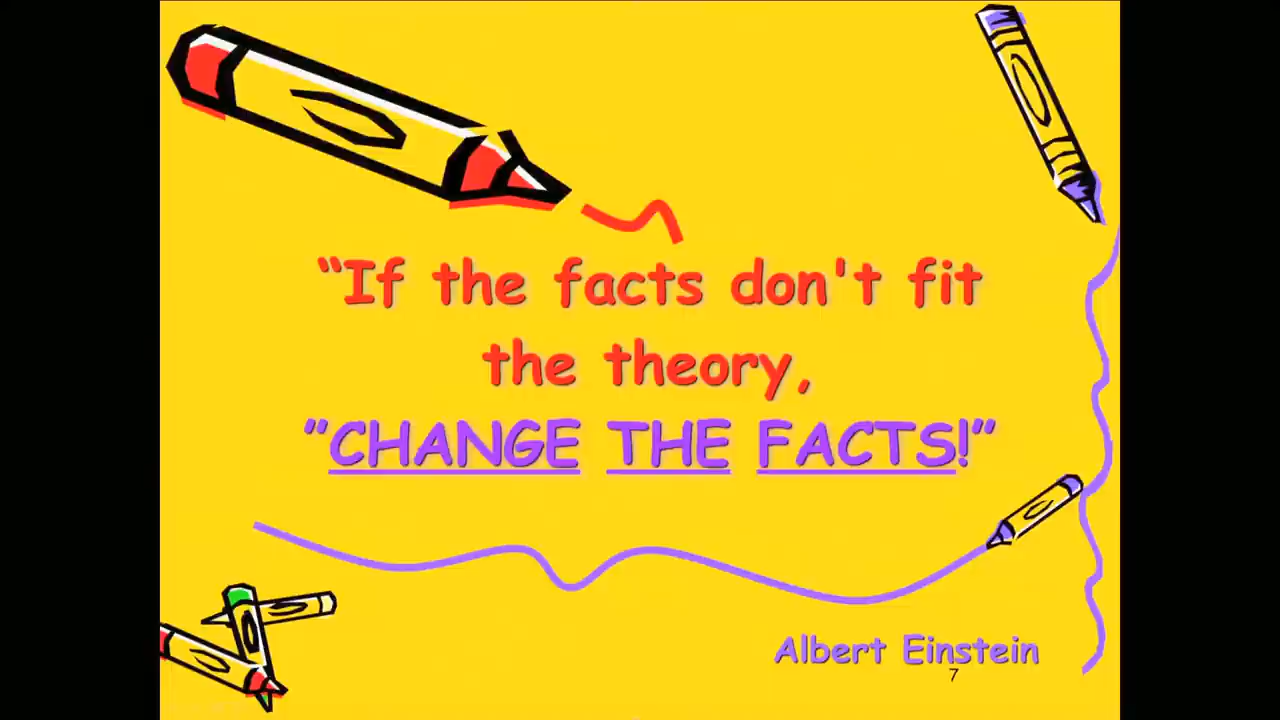 “If the facts don't fit
the theory,
”CHANGE THE FACTS!”
Albert Einstein
7